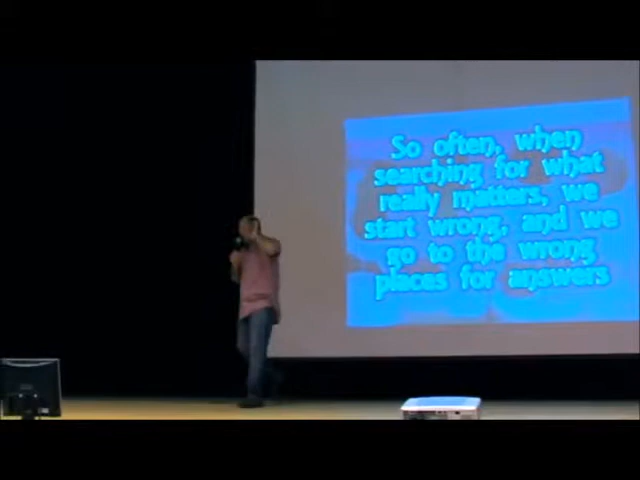 So often, when
searching for what
really matters, we
start wrong, and we
go to the wrong
places for answers